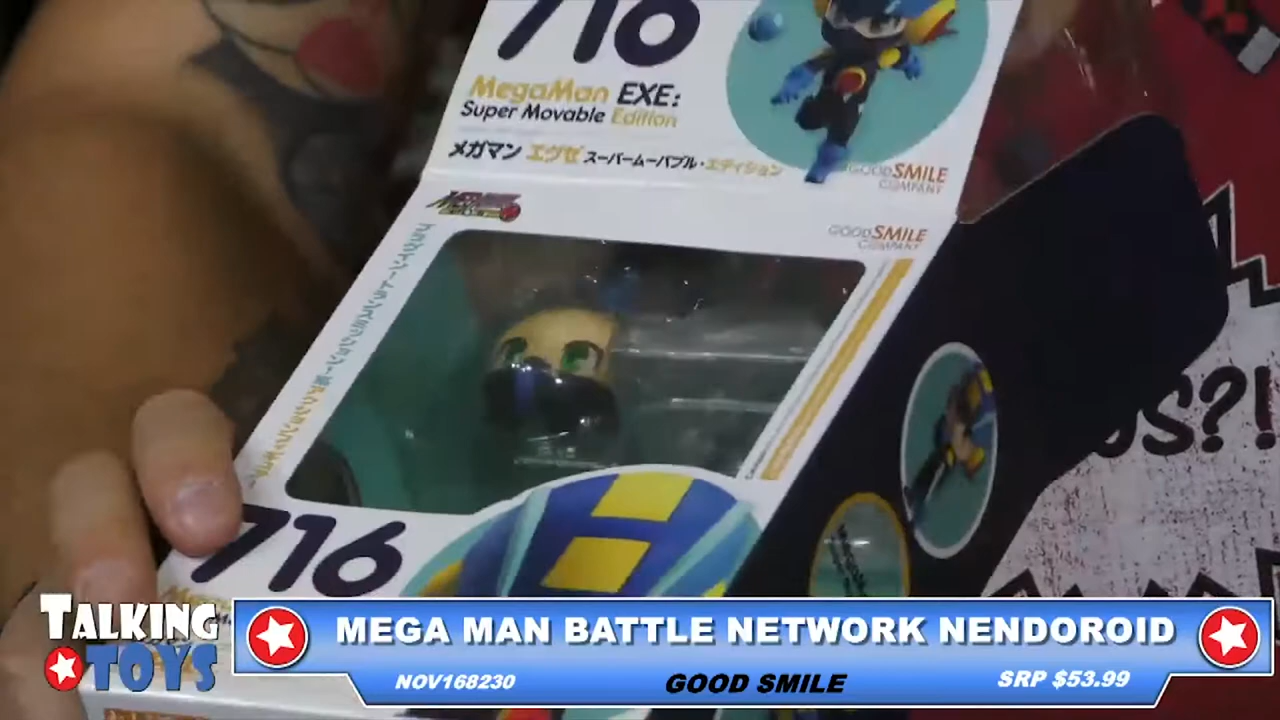 716
MegaMan EXE:
Super Movable Edition
メガマン エグゼ スーパームーバブル・エディション
GOOD SMILE
COMPANY
GOOD SMILE
COMPANY
US?!
716
TALKING
TOYS
MEGA MAN BATTLE NETWORK NENDOROID
NOV168230
GOOD SMILE
SRP $53.99